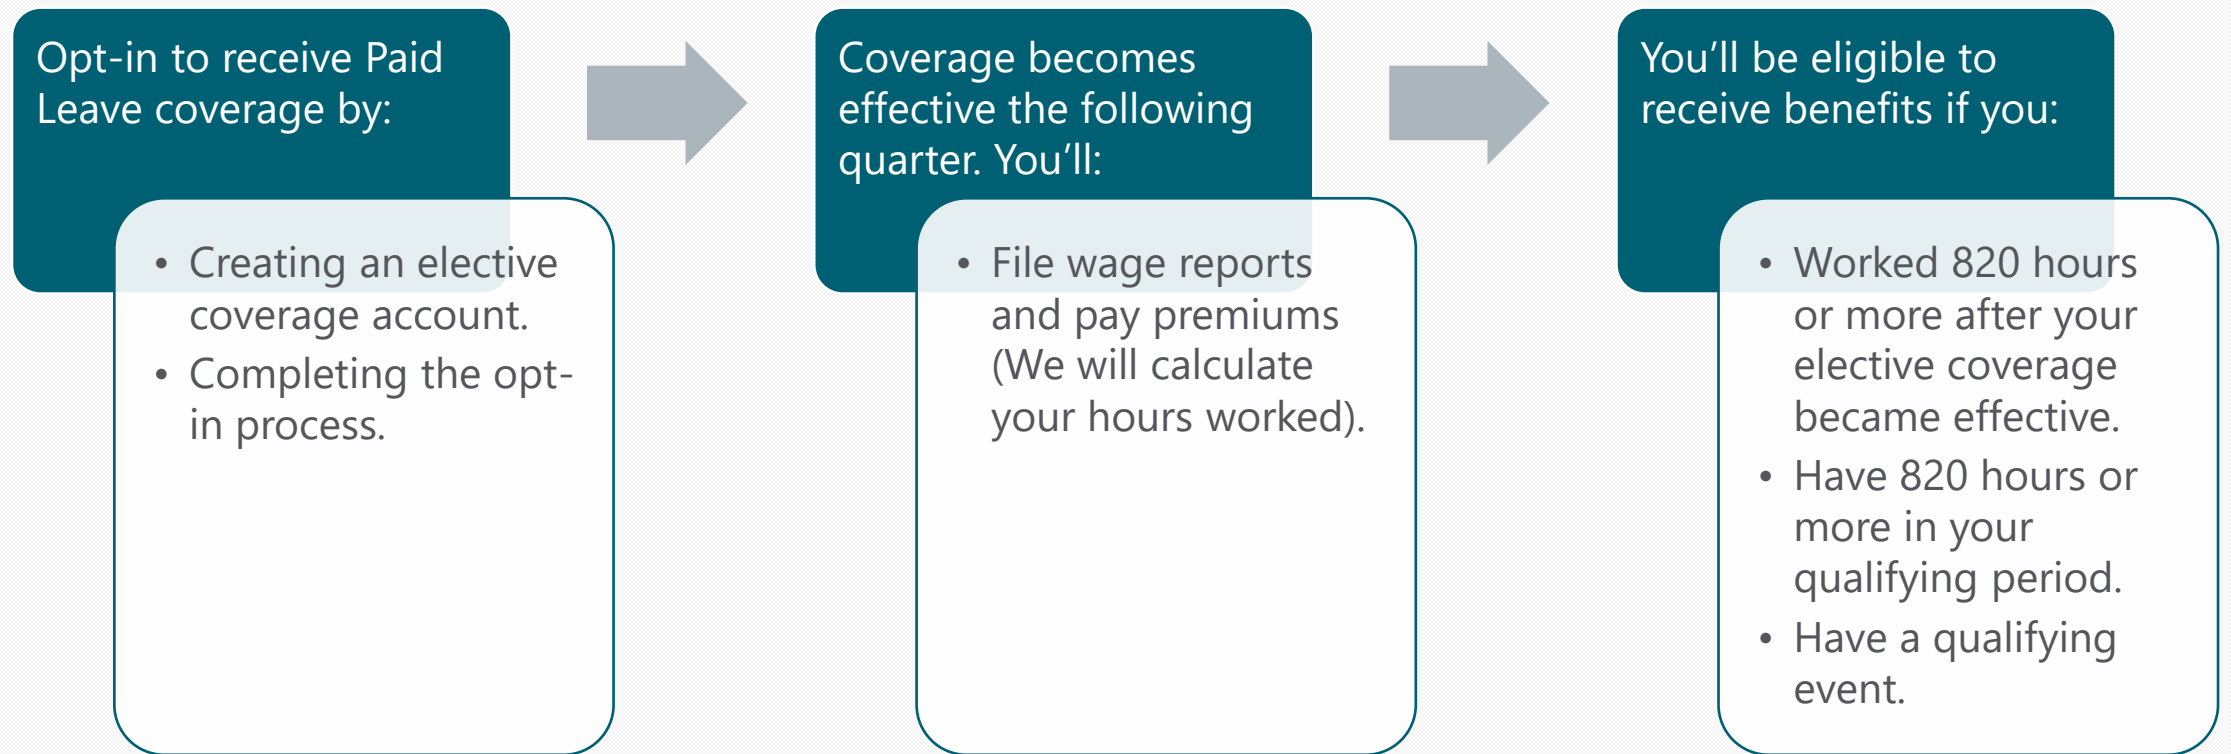 Opt-in to receive Paid
Leave coverage by:
• Creating an elective
coverage account.
• Completing the opt-
in process.
Coverage becomes
effective the following
quarter. You’ll:
• File wage reports
and pay premiums
(We will calculate
your hours worked).
You’ll be eligible to
receive benefits if you:
• Worked 820 hours
or more after your
elective coverage
became effective.
• Have 820 hours or
more in your
qualifying period.
• Have a qualifying
event.